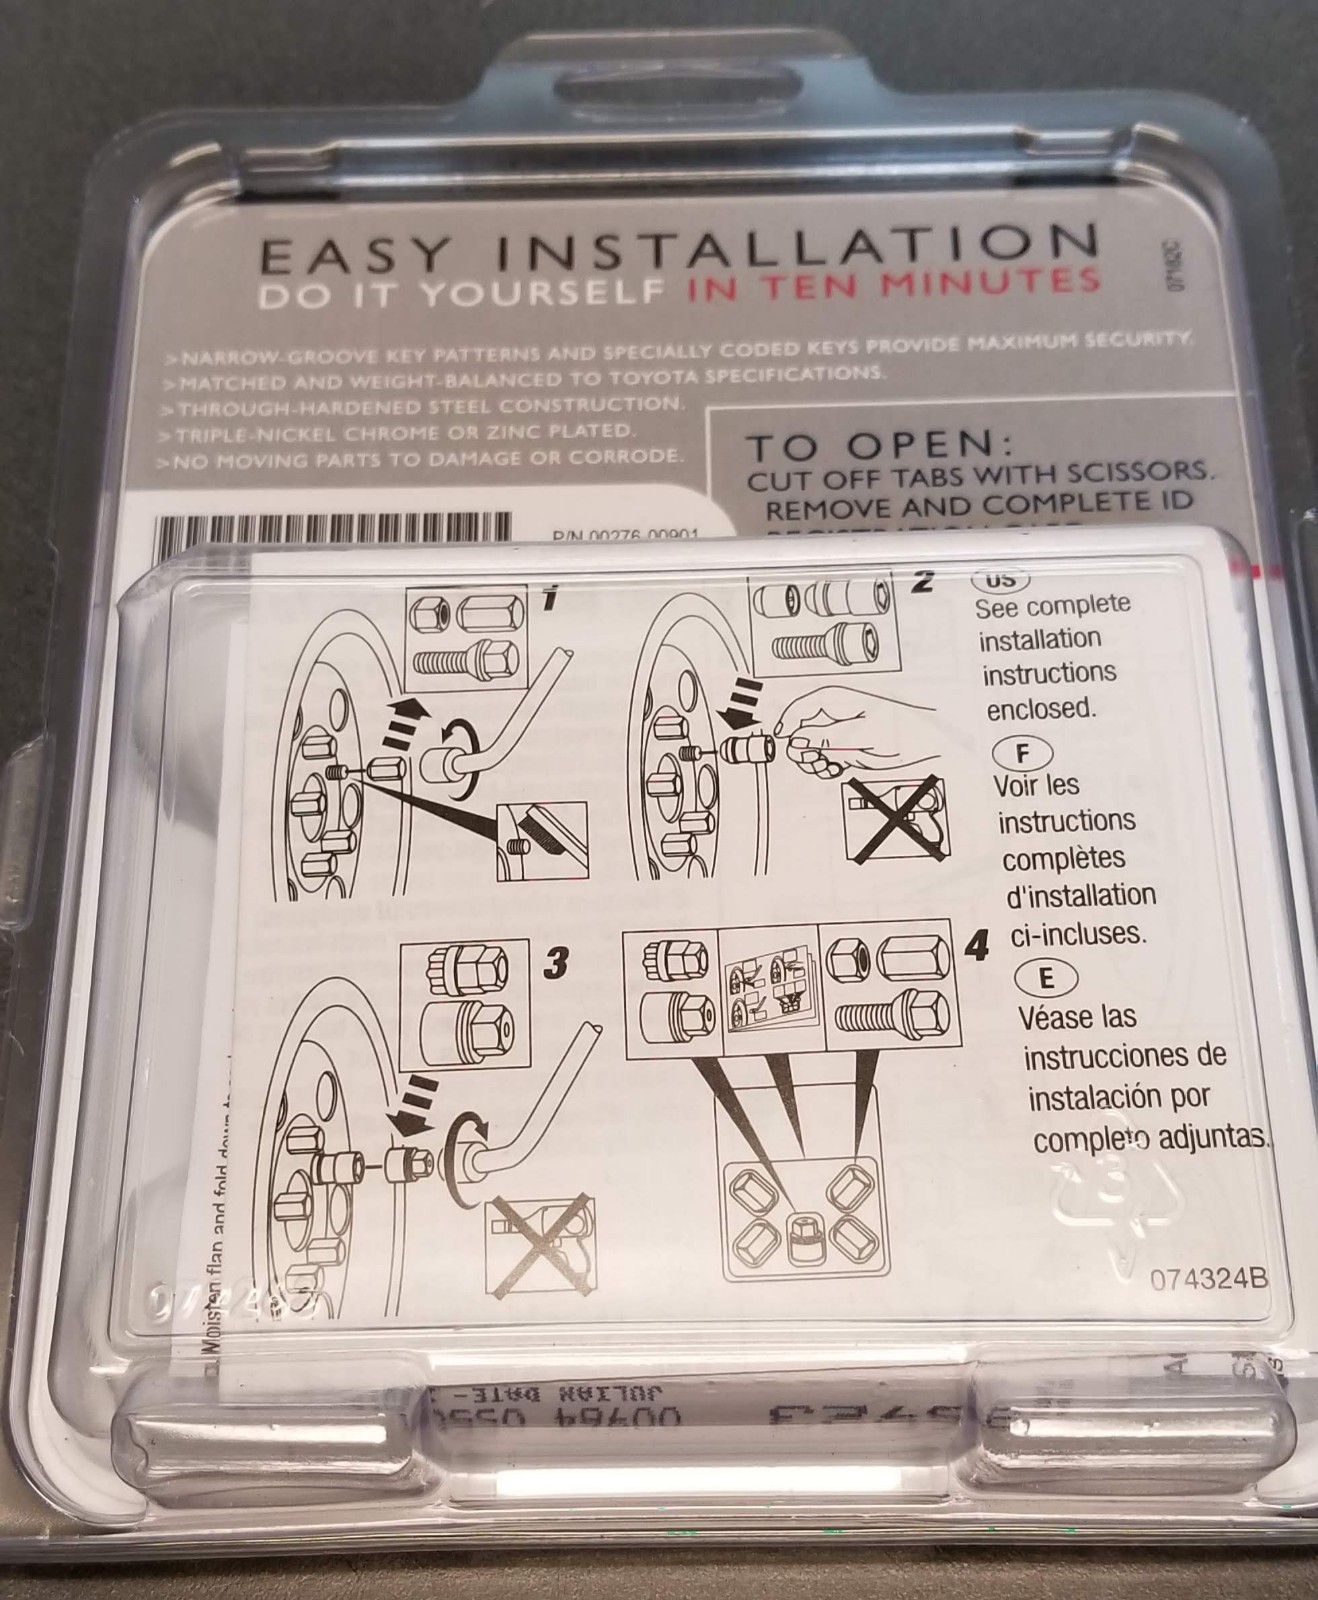 EASY INSTALLATION
DO IT YOURSELF IN TEN MINUTES
07182C
>NARROW-GROOVE KEY PATTERNS AND SPECIALLY CODED KEYS PROVIDE MAXIMUM SECURITY.
>MATCHED AND WEIGHT-BALANCED TO TOYOTA SPECIFICATIONS.
>THROUGH-HARDENED STEEL CONSTRUCTION.
>TRIPLE-NICKEL CHROME OR ZINC PLATED.
>NO MOVING PARTS TO DAMAGE OR CORRODE.
TO OPEN:
CUT OFF TABS WITH SCISSORS.
REMOVE AND COMPLETE ID
P/N 00276-00901
1
2
3
4
US
See complete
installation
instructions
enclosed.
F
Voir les
instructions
complètes
d'installation
ci-incluses.
E
Véase las
instrucciones de
instalación por
completo adjuntas.
074324B
Moisten flap and fold down
JULIAN DATE-